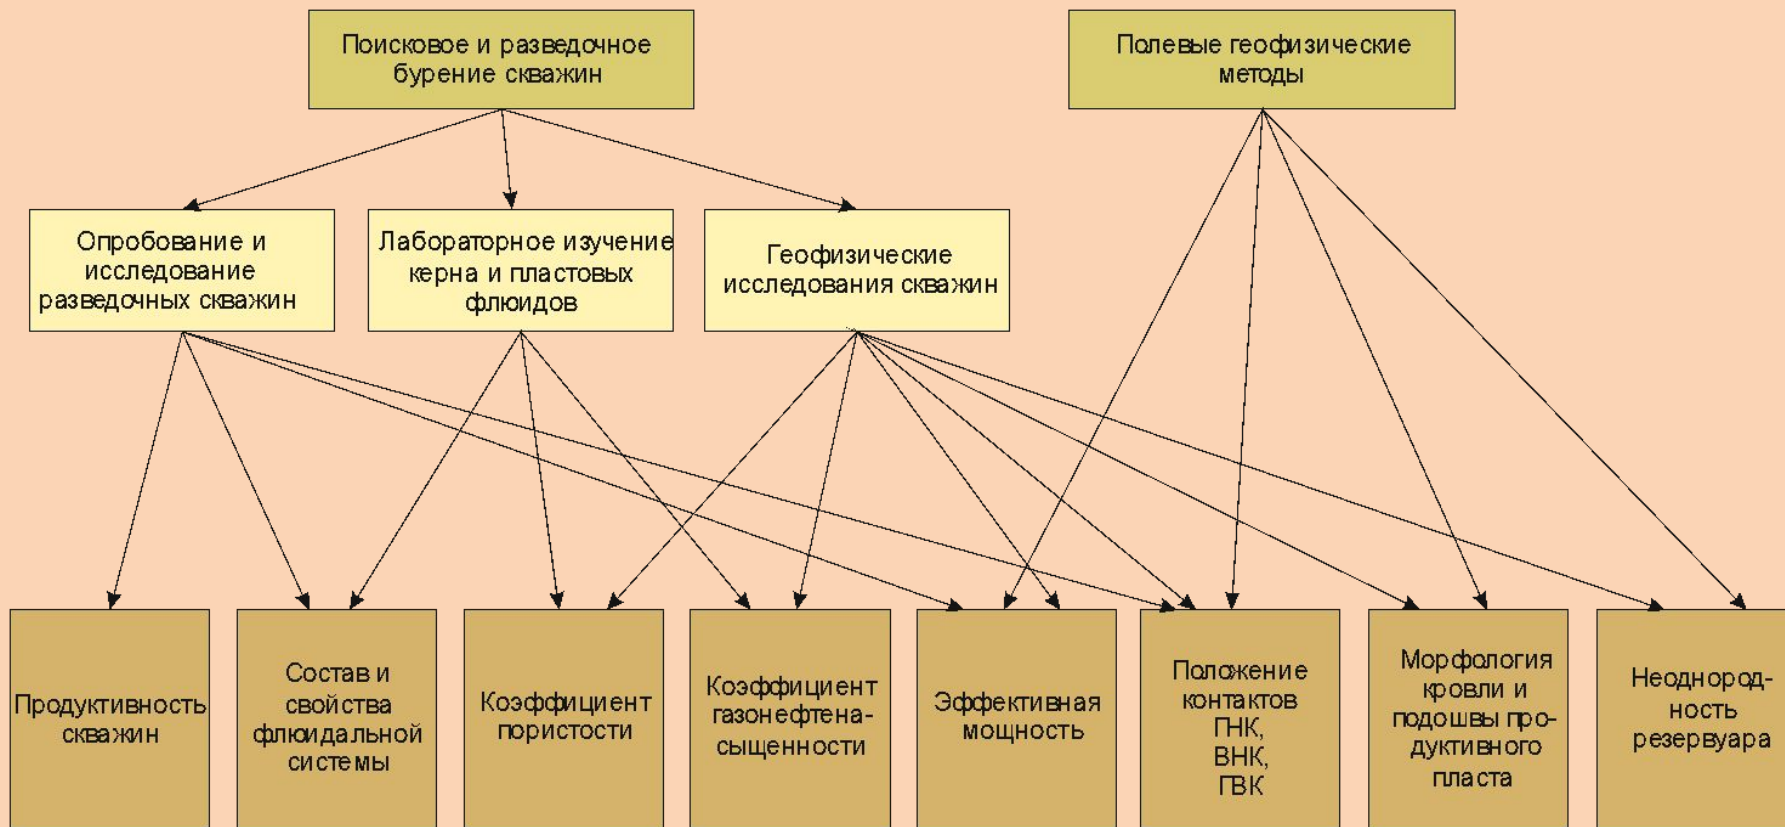 Поисковое и разведочное
бурение скважин
Полевые геофизические
методы
Опробование и
исследование
разведочных скважин
Лабораторное изучение
керна и пластовых
флюидов
Геофизические
исследования скважин
Продуктивность
скважин
Состав и
свойства
флюидальной
системы
Коэффициент
пористости
Коэффициент
газонефтена-
сыщенности
Эффективная
мощность
Положение
контактов
ГНК,
ВНК,
ГВК
Морфология
кровли и
подошвы про-
дуктивного
пласта
Неоднород-
ность
резервуара